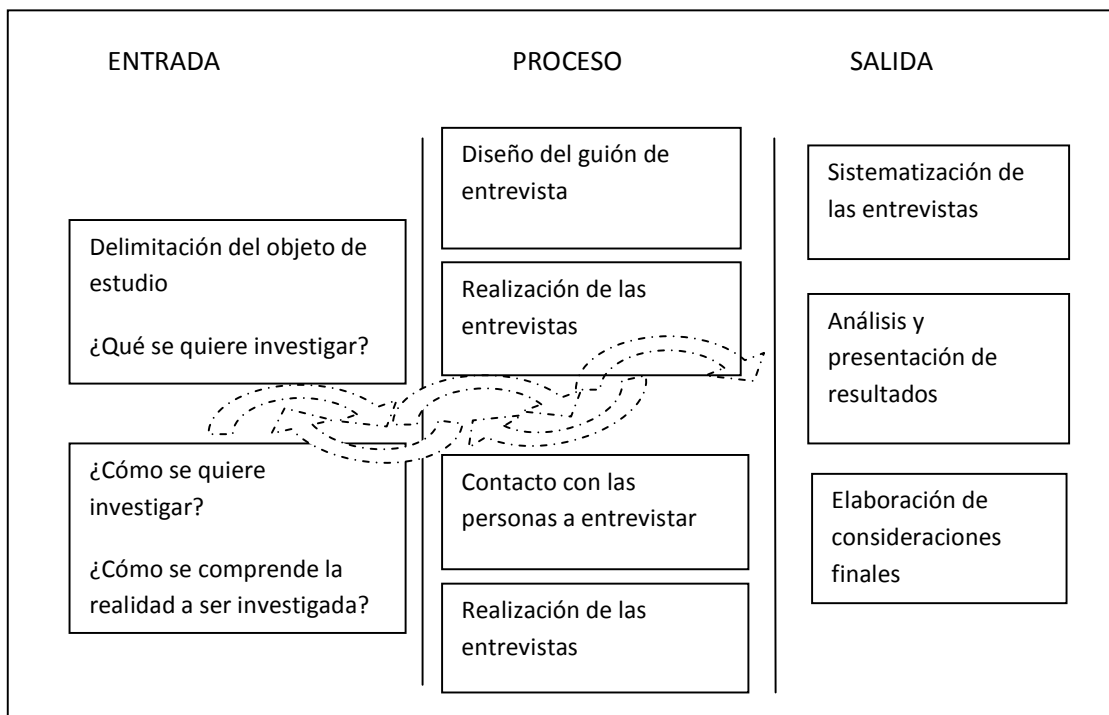 ENTRADA
PROCESO
SALIDA
Delimitación del objeto de
estudio
¿Qué se quiere investigar?
¿Cómo se quiere
investigar?
¿Cómo se comprende la
realidad a ser investigada?
Diseño del guión de
entrevista
Realización de las
entrevistas
Contacto con las
personas a entrevistar
Realización de las
entrevistas
Sistematización de
las entrevistas
Análisis y
presentación de
resultados
Elaboración de
consideraciones
finales